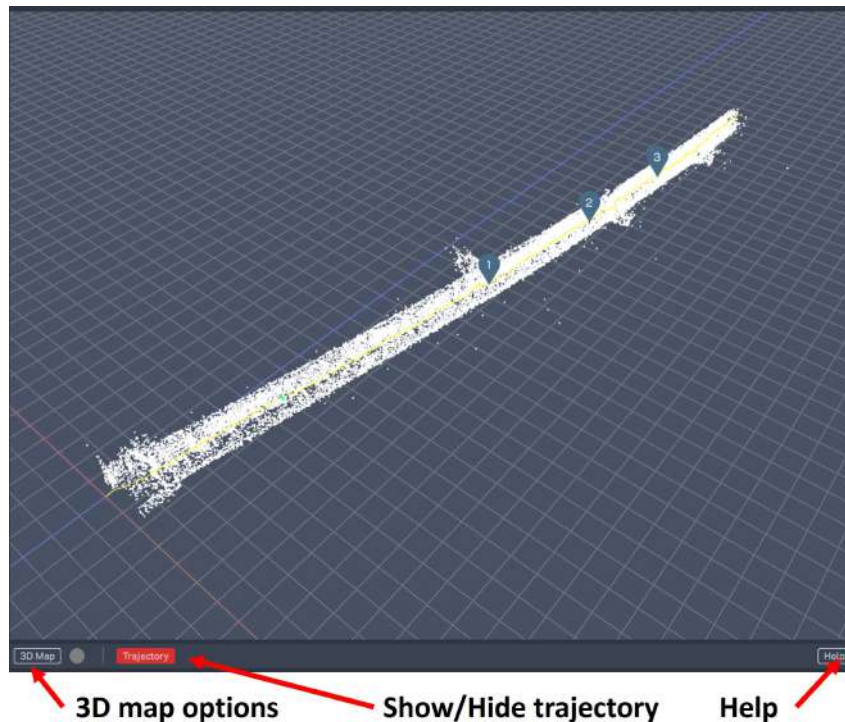 3
2
1
3D Map
Trajectory
Help
3D map options
Show/Hide trajectory
Help